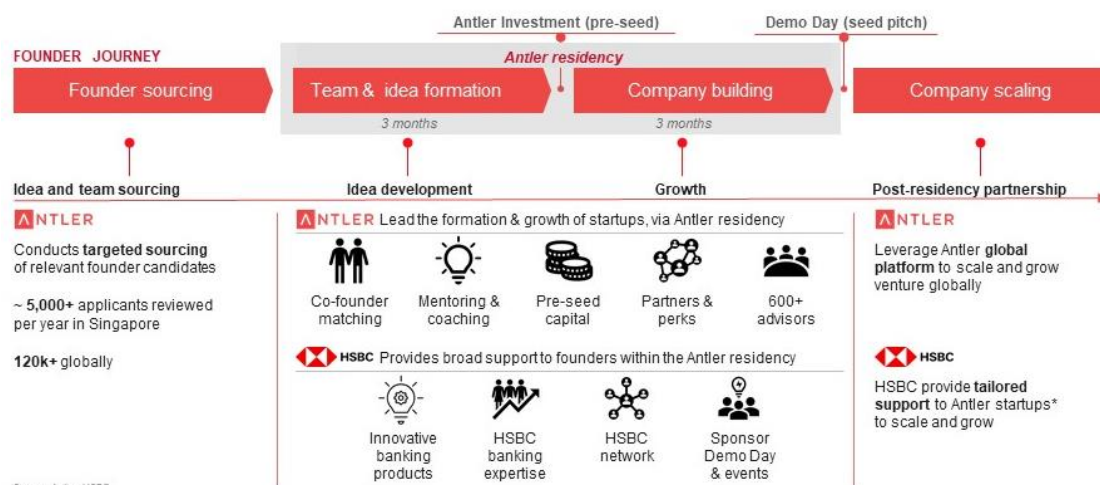 Antler Investment (pre-seed)
Demo Day (seed pitch)
FOUNDER JOURNEY
Antler residency
Founder sourcing
Team & idea formation
Company building
Company scaling
3 months
3 months
Idea and team sourcing
Idea development
Growth
Post-residency partnership
ANTLER
Conducts targeted sourcing
of relevant founder candidates
~ 5,000+ applicants reviewed
per year in Singapore
120k+ globally
ANTLER Lead the formation & growth of startups, via Antler residency
Co-founder
matching
Mentoring &
coaching
Pre-seed
capital
Partners &
perks
600+
advisors
HSBC Provides broad support to founders within the Antler residency
Innovative
banking
products
HSBC
banking
expertise
HSBC
network
Sponsor
Demo Day
& events
ANTLER
Leverage Antler global
platform to scale and grow
venture globally
HSBC
HSBC provide tailored
support to Antler startups*
to scale and grow